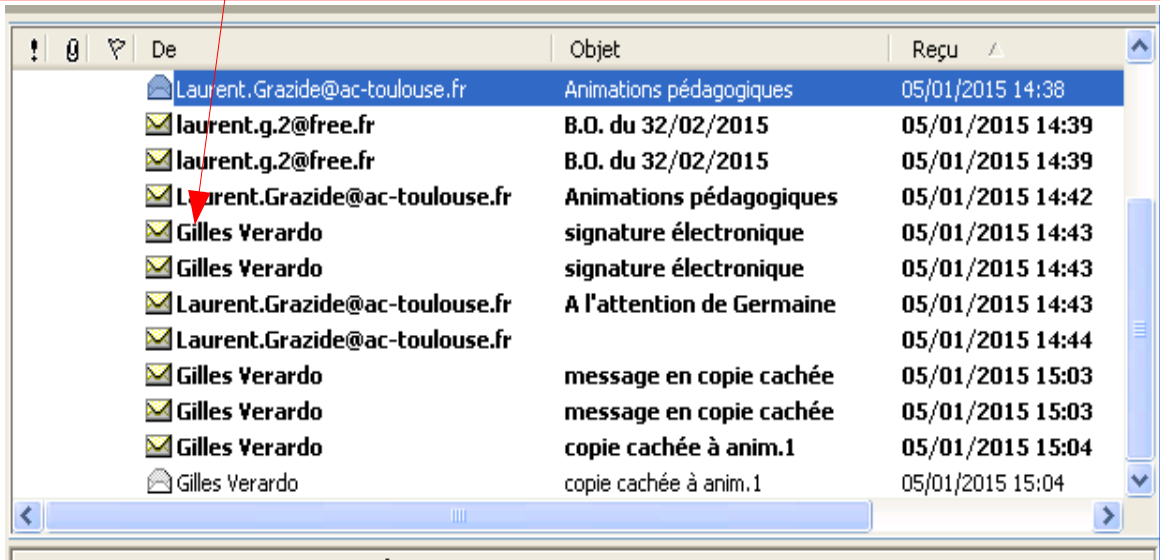 ! De Objet Reçu
Laurent.Grazide@ac-toulouse.fr Animations pédagogiques 05/01/2015 14:38
laurent.g.2@free.fr B.O. du 32/02/2015 05/01/2015 14:39
laurent.g.2@free.fr B.O. du 32/02/2015 05/01/2015 14:39
Laurent.Grazide@ac-toulouse.fr Animations pédagogiques 05/01/2015 14:42
Gilles Verardo signature électronique 05/01/2015 14:43
Gilles Verardo signature électronique 05/01/2015 14:43
Laurent.Grazide@ac-toulouse.fr A l'attention de Germaine 05/01/2015 14:43
Laurent.Grazide@ac-toulouse.fr 05/01/2015 14:44
Gilles Verardo message en copie cachée 05/01/2015 15:03
Gilles Verardo message en copie cachée 05/01/2015 15:03
Gilles Verardo copie cachée à anim.1 05/01/2015 15:04
Gilles Verardo copie cachée à anim.1 05/01/2015 15:04